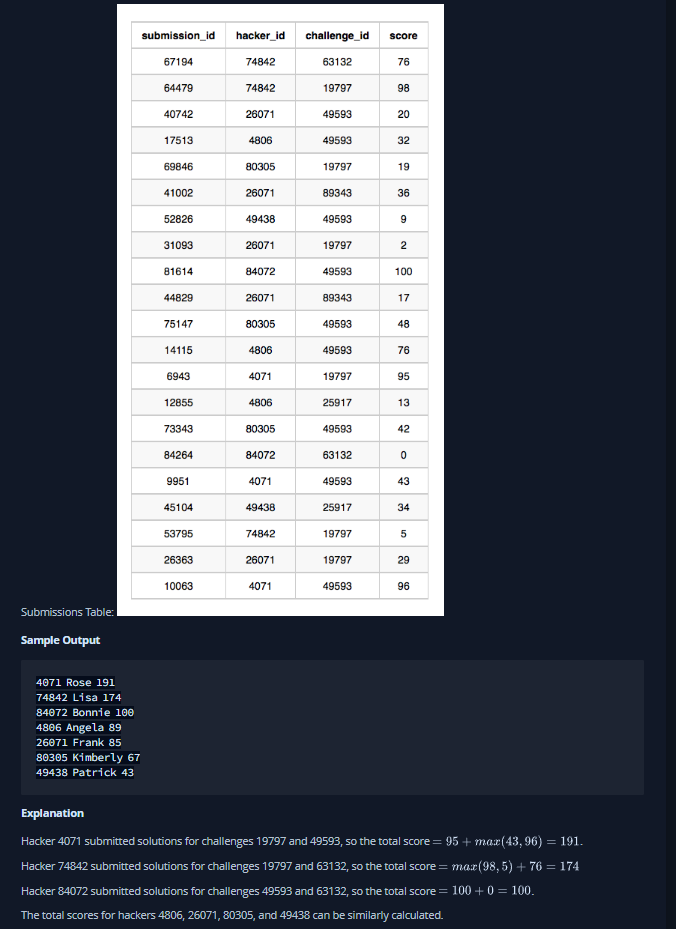 submission_id hacker_id challenge_id score
67194 74842 63132 76
64479 74842 19797 98
40742 26071 49593 20
17513 4806 49593 32
69846 80305 19797 19
41002 26071 89343 36
52826 49438 49593 9
31093 26071 19797 2
81614 84072 49593 100
44829 26071 89343 17
75147 80305 49593 48
14115 4806 49593 76
6943 4071 19797 95
12855 4806 25917 13
73343 80305 49593 42
84264 84072 63132 0
9951 4071 49593 43
45104 49438 25917 34
53795 74842 19797 5
26363 26071 19797 29
10063 4071 49593 96
Submissions Table:
Sample Output
4071 Rose 191
74842 Lisa 174
84072 Bonnie 100
4806 Angela 89
26071 Frank 85
80305 Kimberly 67
49438 Patrick 43
Explanation
Hacker 4071 submitted solutions for challenges 19797 and 49593, so the total score = 95 + max(43, 96) = 191.
Hacker 74842 submitted solutions for challenges 19797 and 63132, so the total score = max(98, 5) + 76 = 174
Hacker 84072 submitted solutions for challenges 49593 and 63132, so the total score = 100 + 0 = 100.
The total scores for hackers 4806, 26071, 80305, and 49438 can be similarly calculated.